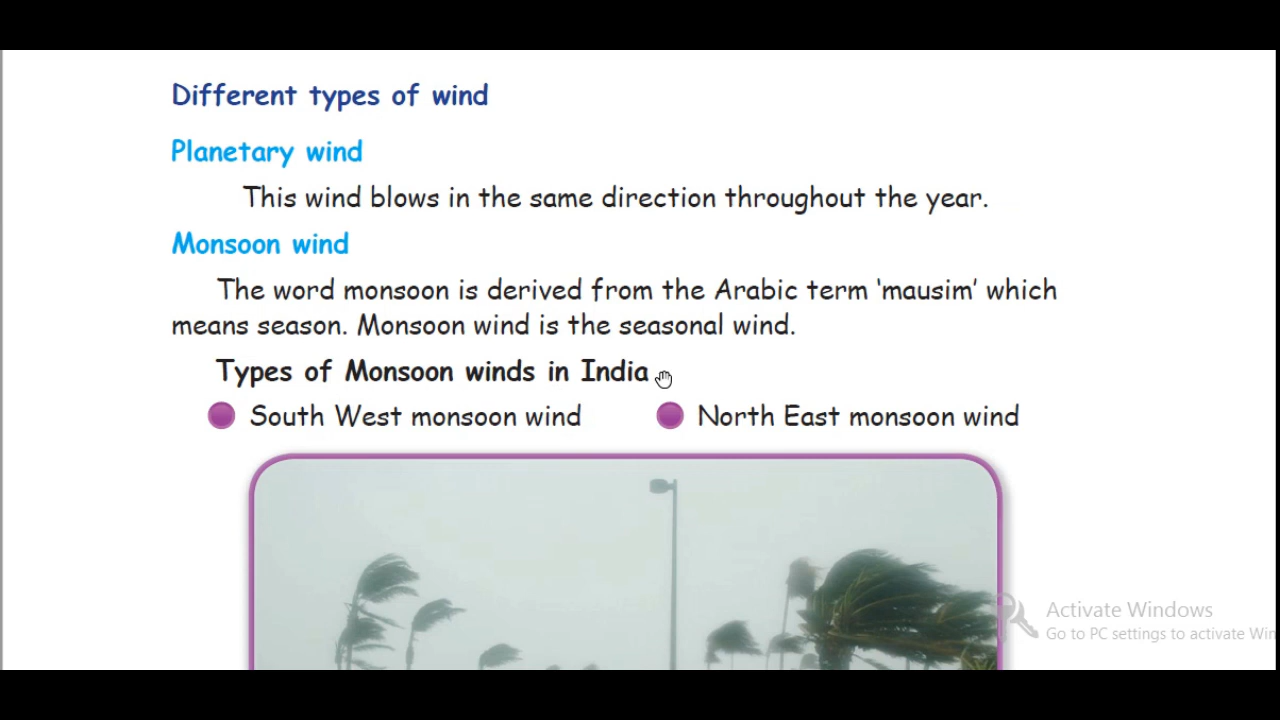 Different types of wind
Planetary wind
This wind blows in the same direction throughout the year.
Monsoon wind
The word monsoon is derived from the Arabic term ‘mausim’ which
means season. Monsoon wind is the seasonal wind.
Types of Monsoon winds in India
South West monsoon wind
North East monsoon wind
Activate Windows
Go to PC settings to activate